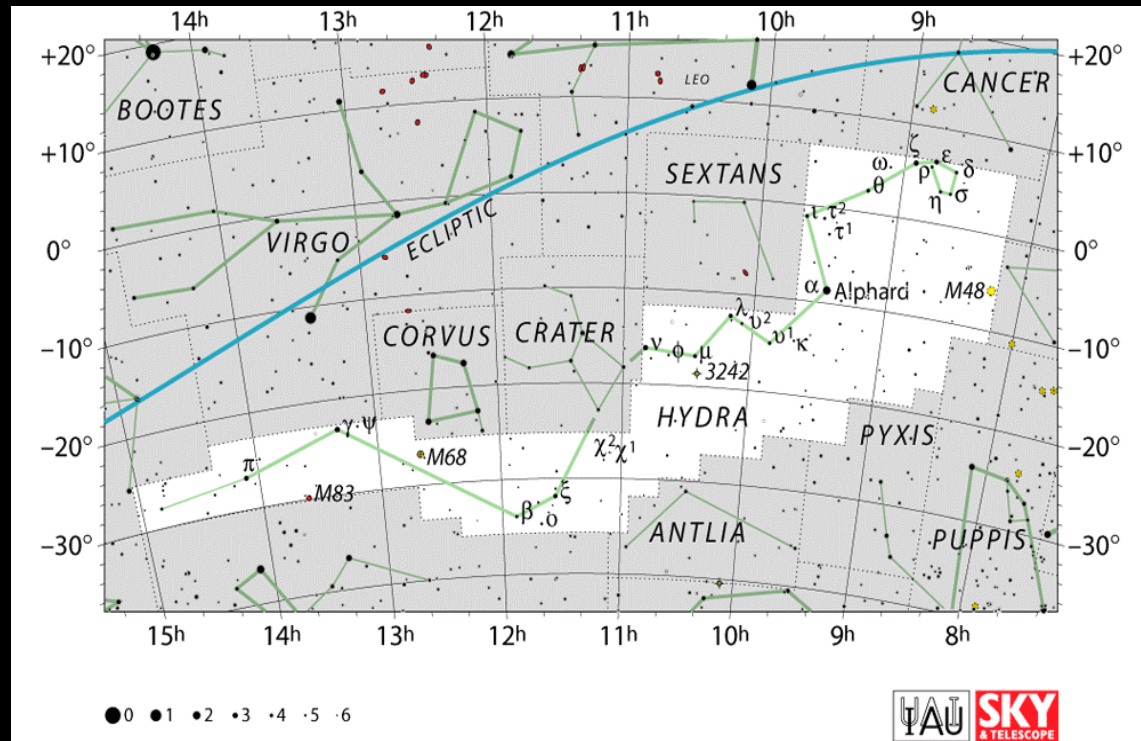 14h 13h 12h 11h 10h 9h
+20° +20°
BOOTES LEO CANCER
+10° +10°
SEXTANS ω ζ ε
θ ρ δ
η σ
ι τ²
τ¹
VIRGO ECLIPTIC
0° 0°
α Alphard M48
λ υ²
CORVUS CRATER υ¹ κ
ν φ μ
-10° -10°
3242
HYDRA PYXIS
γ ψ χ² χ¹
-20° -20°
π M68
M83 ξ
β ο
ANTLIA PUPPIS
-30° -30°
15h 14h 13h 12h 11h 10h 9h 8h
0 1 2 3 4 5 6
IAU SKY
& TELESCOPE